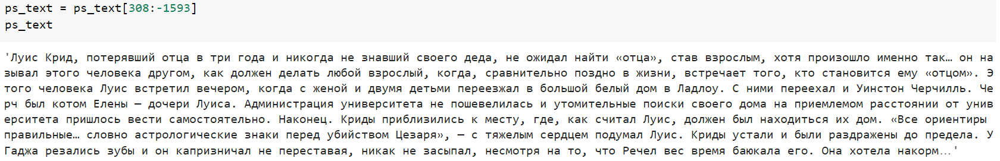 ps_text = ps_text[308:-1593]
ps_text
'Луис Крид, потерявший отца в три года и никогда не знавший своего деда, не ожидал найти «отца», став взрослым, хотя произошло именно так… он на
зывал этого человека другом, как должен делать любой взрослый, когда, сравнительно поздно в жизни, встречает того, кто становится ему «отцом». Э
того человека Луис встретил вечером, когда с женой и двумя детьми переезжал в большой белый дом в Ладлоу. С ними переехал и Уинстон Черчилль. Че
рч был котом Елены — дочери Луиса. Администрация университета не пошевелилась и утомительные поиски своего дома на приемлемом расстоянии от унив
ерситета пришлось вести самостоятельно. Наконец. Криды приблизились к месту, где, как считал Луис, должен был находиться их дом. «Все ориентиры
правильные… словно астрологические знаки перед убийством Цезаря», — с тяжелым сердцем подумал Луис. Криды устали и были раздражены до предела. У
Гаджа резались зубы и он капризничал не переставая, никак не засыпал, несмотря на то, что Речел вес время баюкала его. Она хотела накорм…'